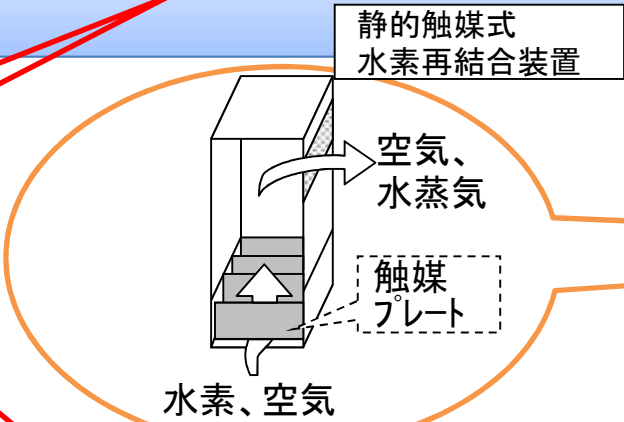 静的触媒式
水素再結合装置
空気、
水蒸気
触媒
プレート
水素、空気